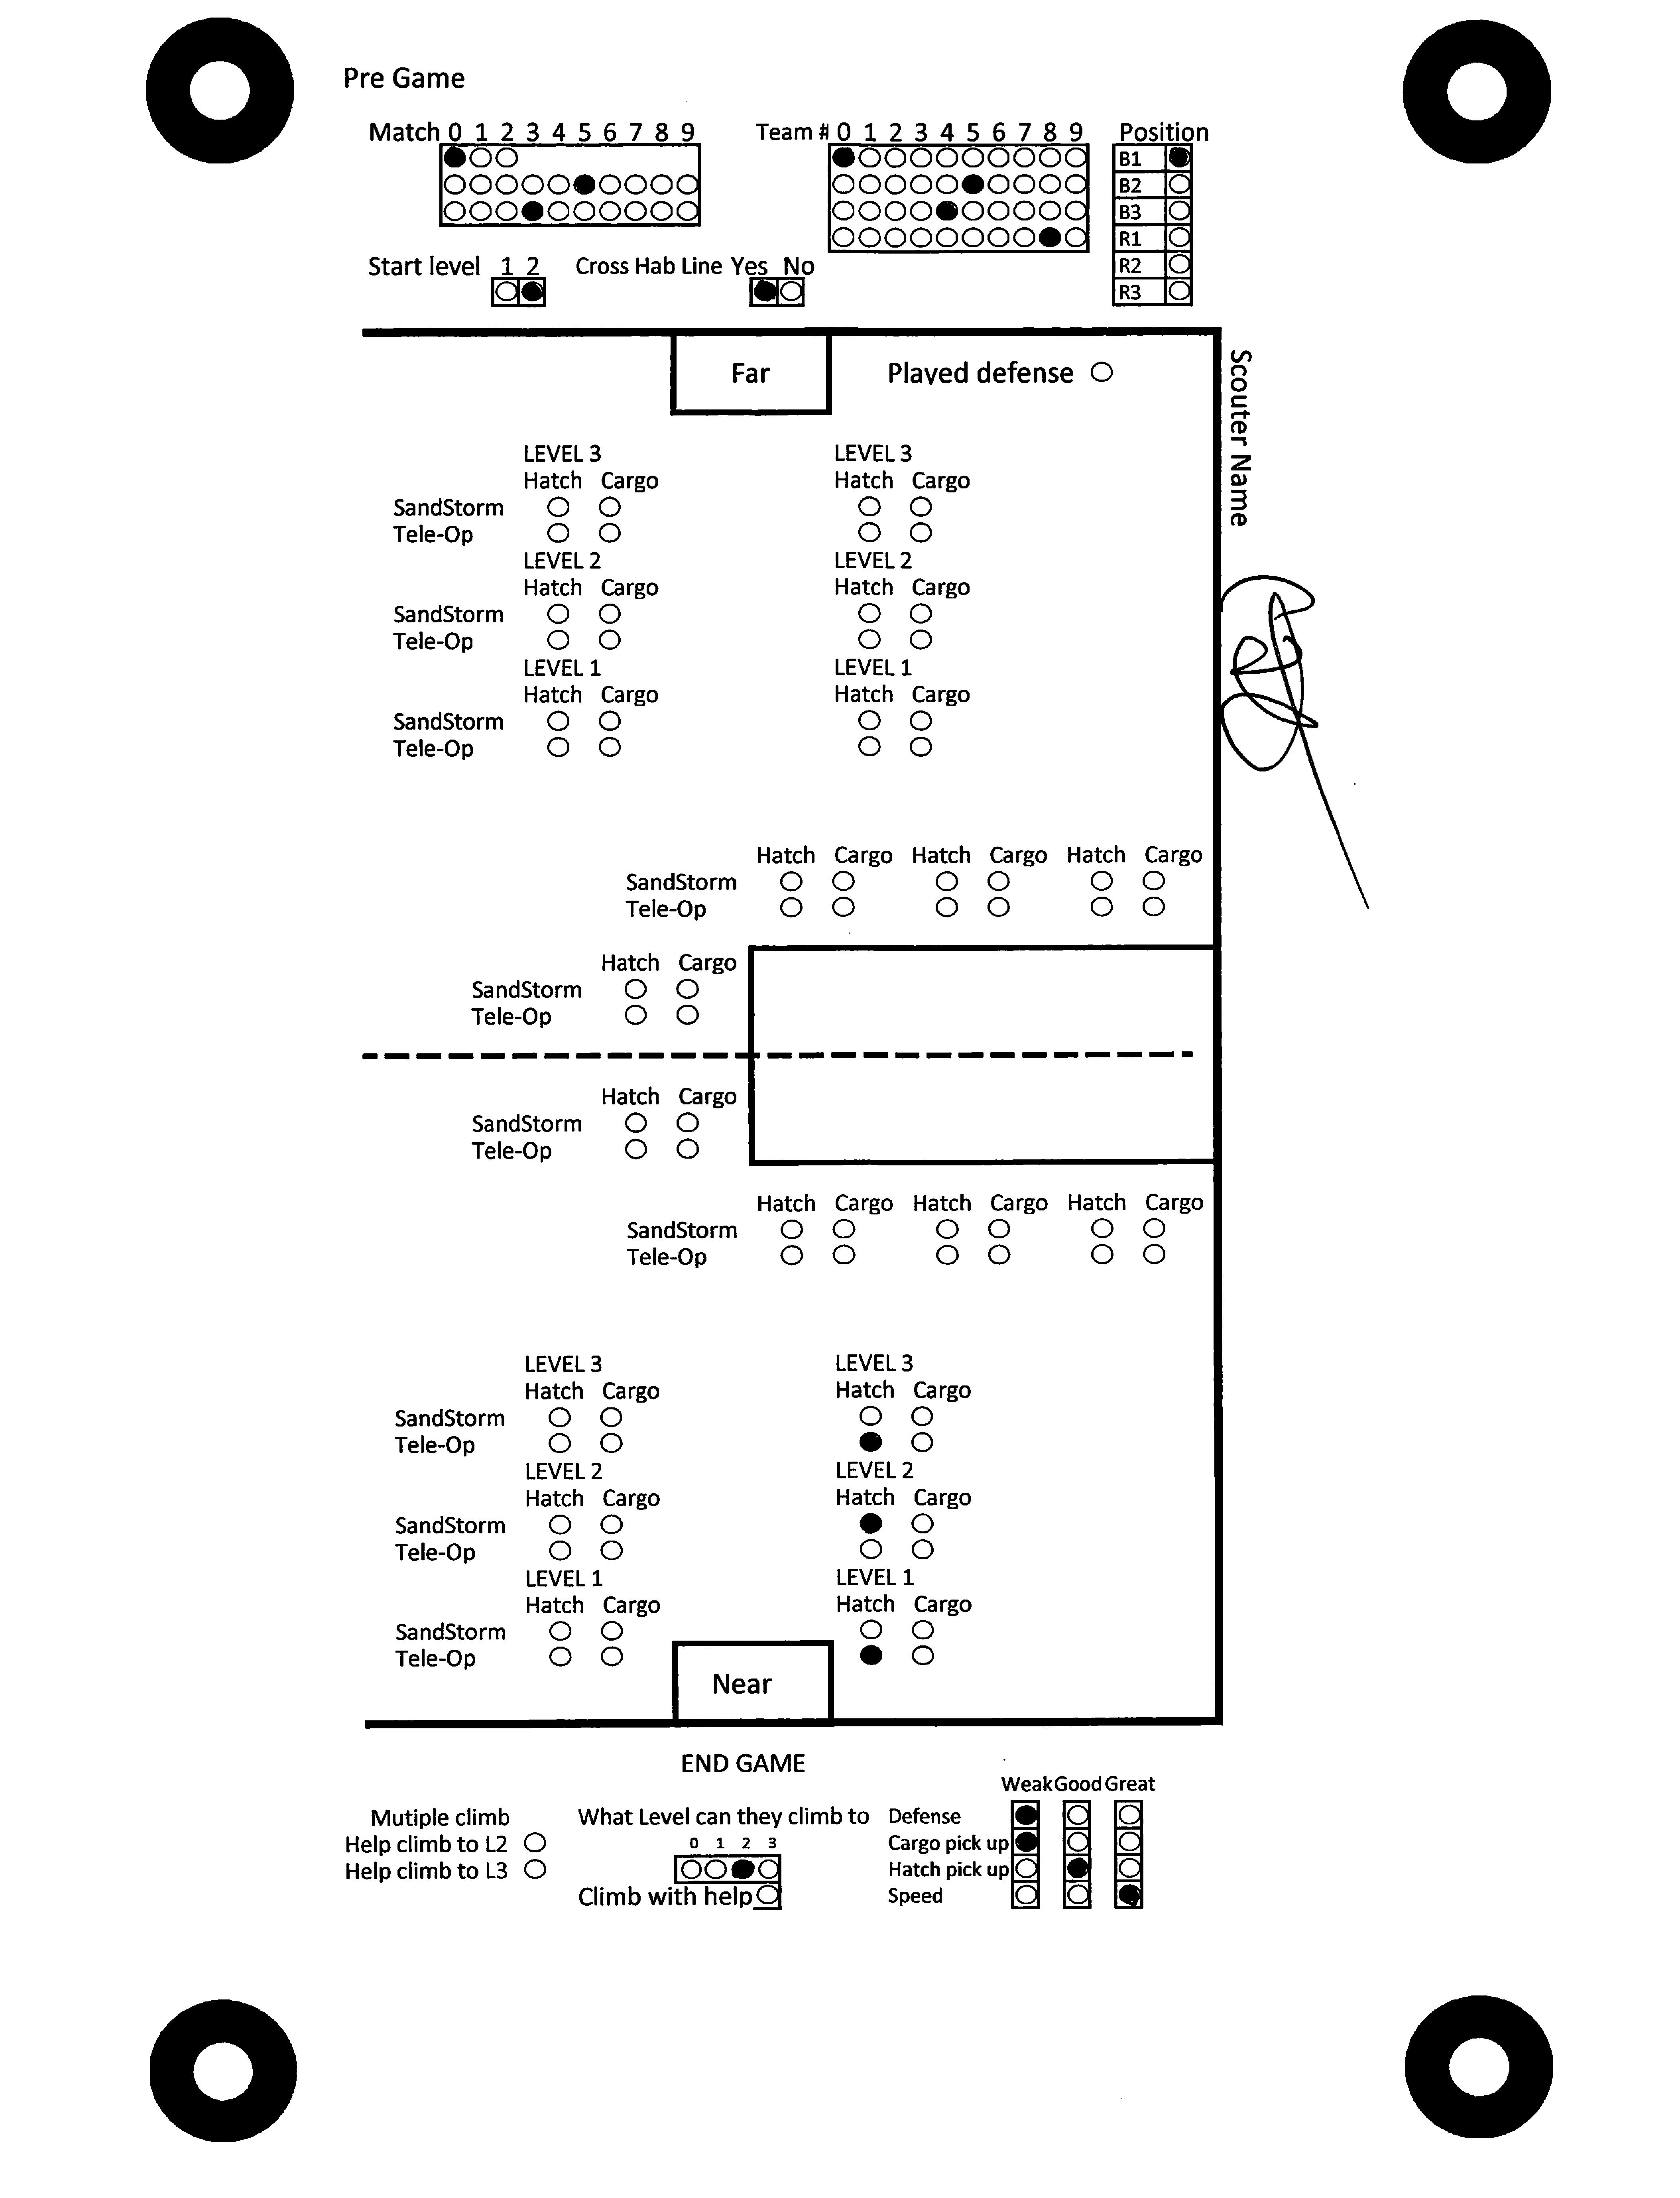 Pre Game
Match 0 1 2 3 4 5 6 7 8 9
Team # 0 1 2 3 4 5 6 7 8 9
Position
B1
B2
B3
R1
R2
R3
Start level 1 2
Cross Hab Line Yes No
Far
Played defense
Scouter Name
LEVEL 3 LEVEL 3
Hatch Cargo Hatch Cargo
SandStorm
Tele-Op
LEVEL 2 LEVEL 2
Hatch Cargo Hatch Cargo
SandStorm
Tele-Op
LEVEL 1 LEVEL 1
Hatch Cargo Hatch Cargo
SandStorm
Tele-Op
Hatch Cargo Hatch Cargo Hatch Cargo
SandStorm
Tele-Op
Hatch Cargo
SandStorm
Tele-Op
Hatch Cargo
SandStorm
Tele-Op
Hatch Cargo Hatch Cargo Hatch Cargo
SandStorm
Tele-Op
LEVEL 3 LEVEL 3
Hatch Cargo Hatch Cargo
SandStorm
Tele-Op
LEVEL 2 LEVEL 2
Hatch Cargo Hatch Cargo
SandStorm
Tele-Op
LEVEL 1 LEVEL 1
Hatch Cargo Hatch Cargo
SandStorm
Tele-Op
Near
END GAME
Mutiple climb
Help climb to L2
Help climb to L3
What Level can they climb to
0 1 2 3
Climb with help
Weak Good Great
Defense
Cargo pick up
Hatch pick up
Speed